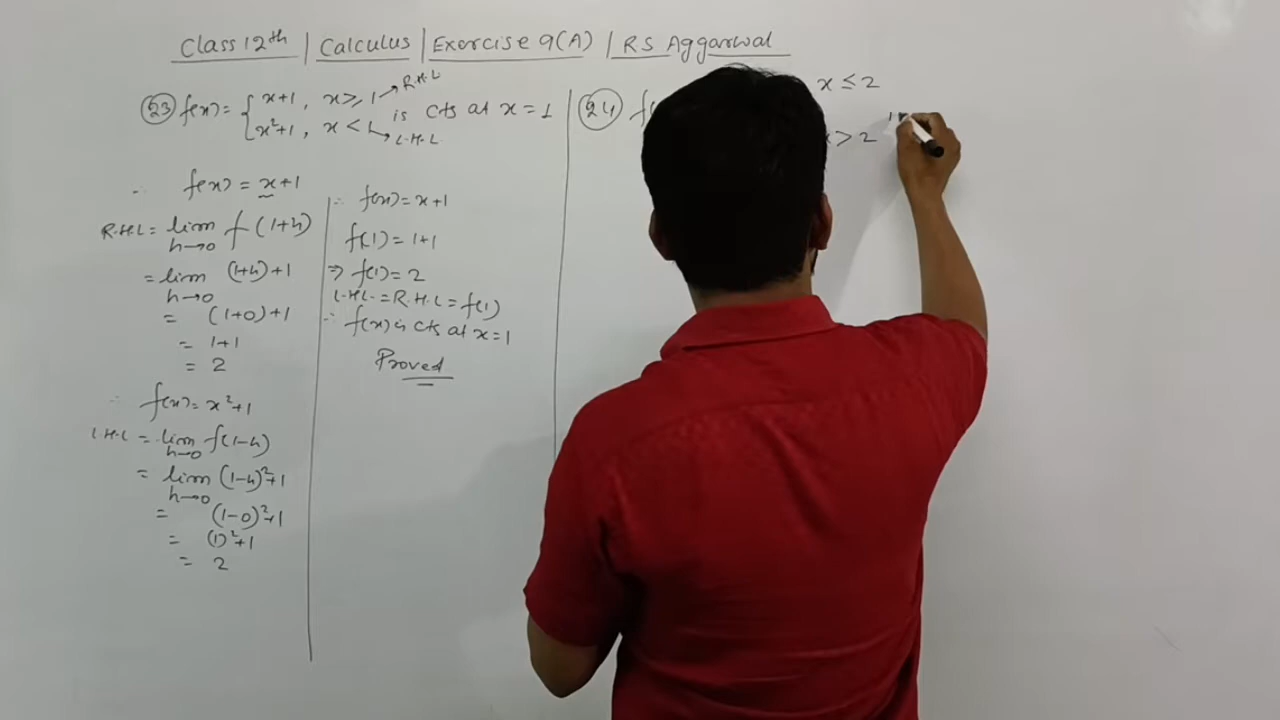 Class 12th | Calculus | Exercise 9(A) | RS Aggarwal
(23) f(x) = { x+1, x ≥ 1 → R.H.L
x²+1, x < 1 → L.H.L
is cts at x = 1
∴ f(x) = x+1
R.H.L = lim h→0 f(1+h)
= lim h→0 (1+h)+1
= (1+0)+1
= 1+1
= 2
∴ f(x) = x²+1
L.H.L = lim h→0 f(1-h)
= lim h→0 (1-h)²+1
= (1-0)²+1
= (1)²+1
= 2
∴ f(x) = x+1
f(1) = 1+1
⇒ f(1) = 2
L.H.L. = R.H.L = f(1)
∴ f(x) is cts at x = 1
Proved
(24) f
x ≤ 2
x > 2